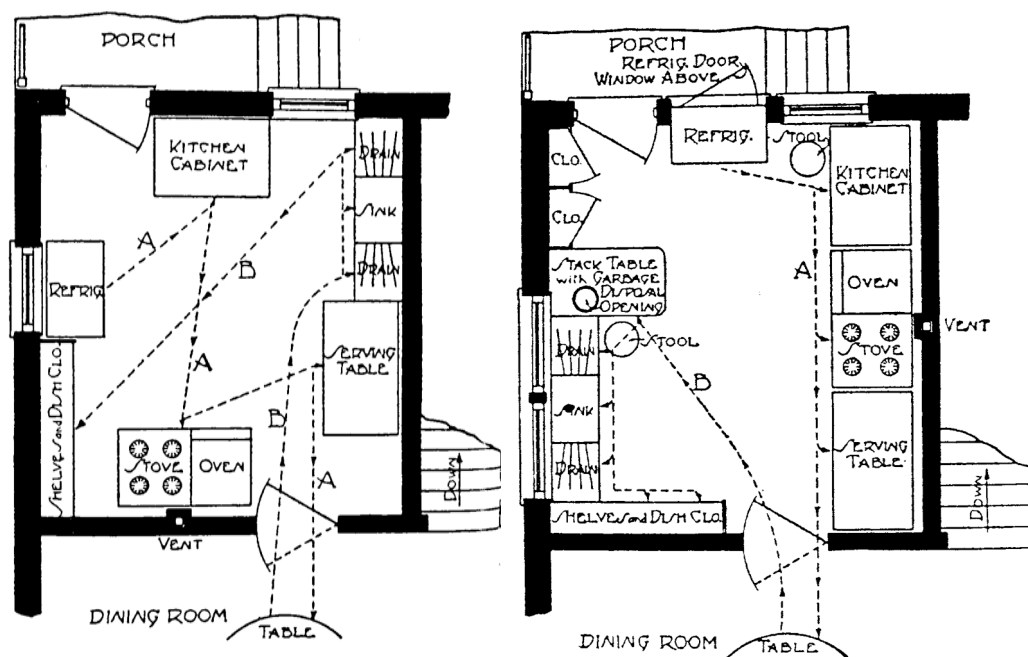 PORCH
KITCHEN
CABINET
DRAIN
SINK
DRAIN
A
B
REFRIG.
A
SERVING
TABLE
SHELVES and DISH CLO.
B
STOVE
OVEN
A
DOWN
VENT
DINING ROOM
TABLE
PORCH
REFRIG. DOOR
WINDOW ABOVE
REFRIG.
STOOL
CLO.
KITCHEN
CABINET
CLO.
A
STACK TABLE
with GARBAGE
DISPOSAL
OPENING
OVEN
VENT
DRAIN
STOOL
STOVE
B
SINK
SERVING
TABLE
DRAIN
DOWN
SHELVES and DISH CLO.
DINING ROOM
TABLE